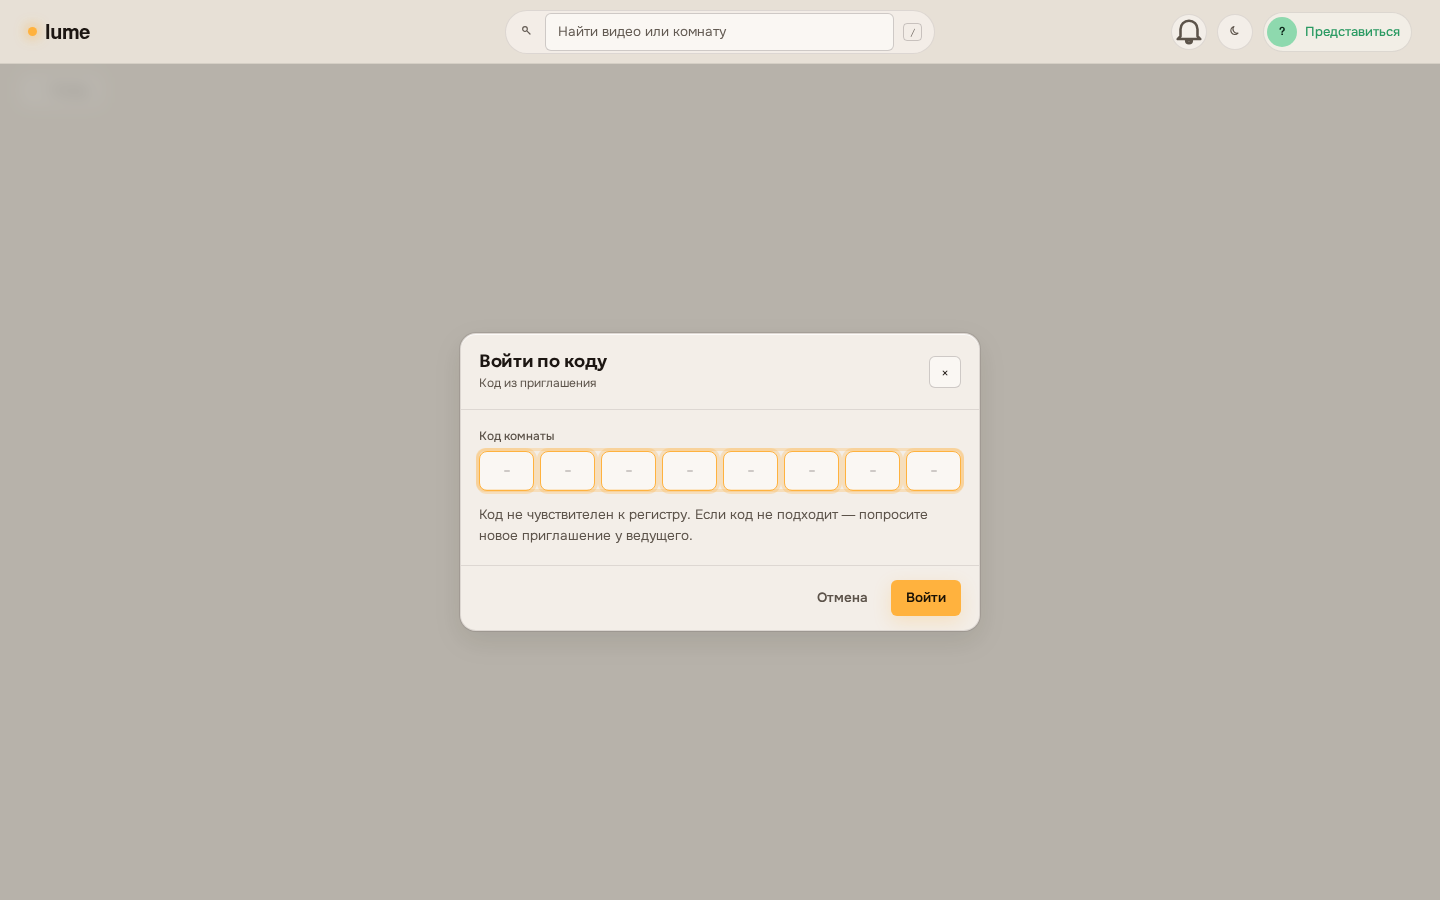 lume
Найти видео или комнату
/
?
Представиться
Войти по коду
Код из приглашения
×
Код комнаты
– – – – – – – –
Код не чувствителен к регистру. Если код не подходит — попросите
новое приглашение у ведущего.
Отмена
Войти